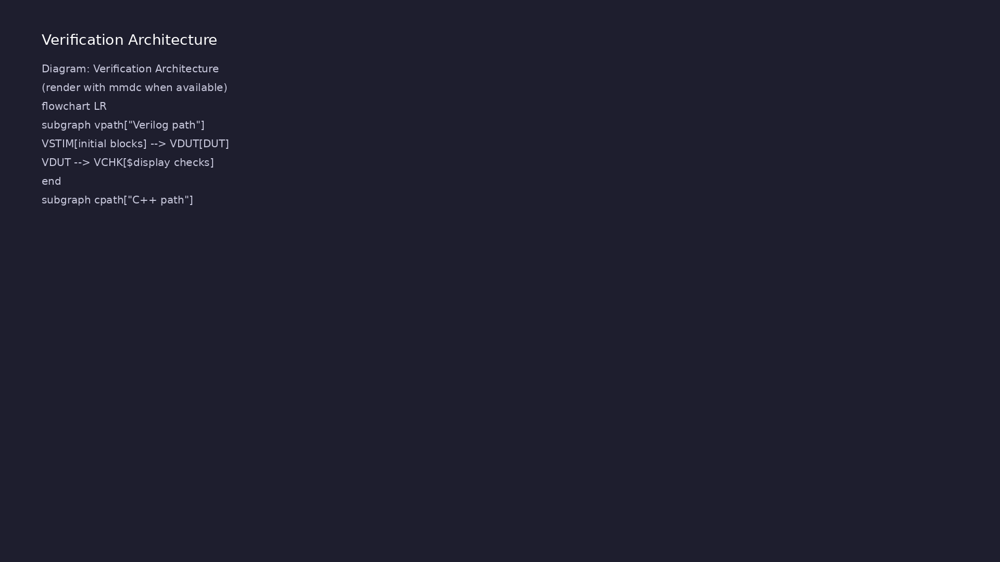 Verification Architecture
Diagram: Verification Architecture
(render with mmdc when available)
flowchart LR
subgraph vpath["Verilog path"]
VSTIM[initial blocks] --> VDUT[DUT]
VDUT --> VCHK[$display checks]
end
subgraph cpath["C++ path"]